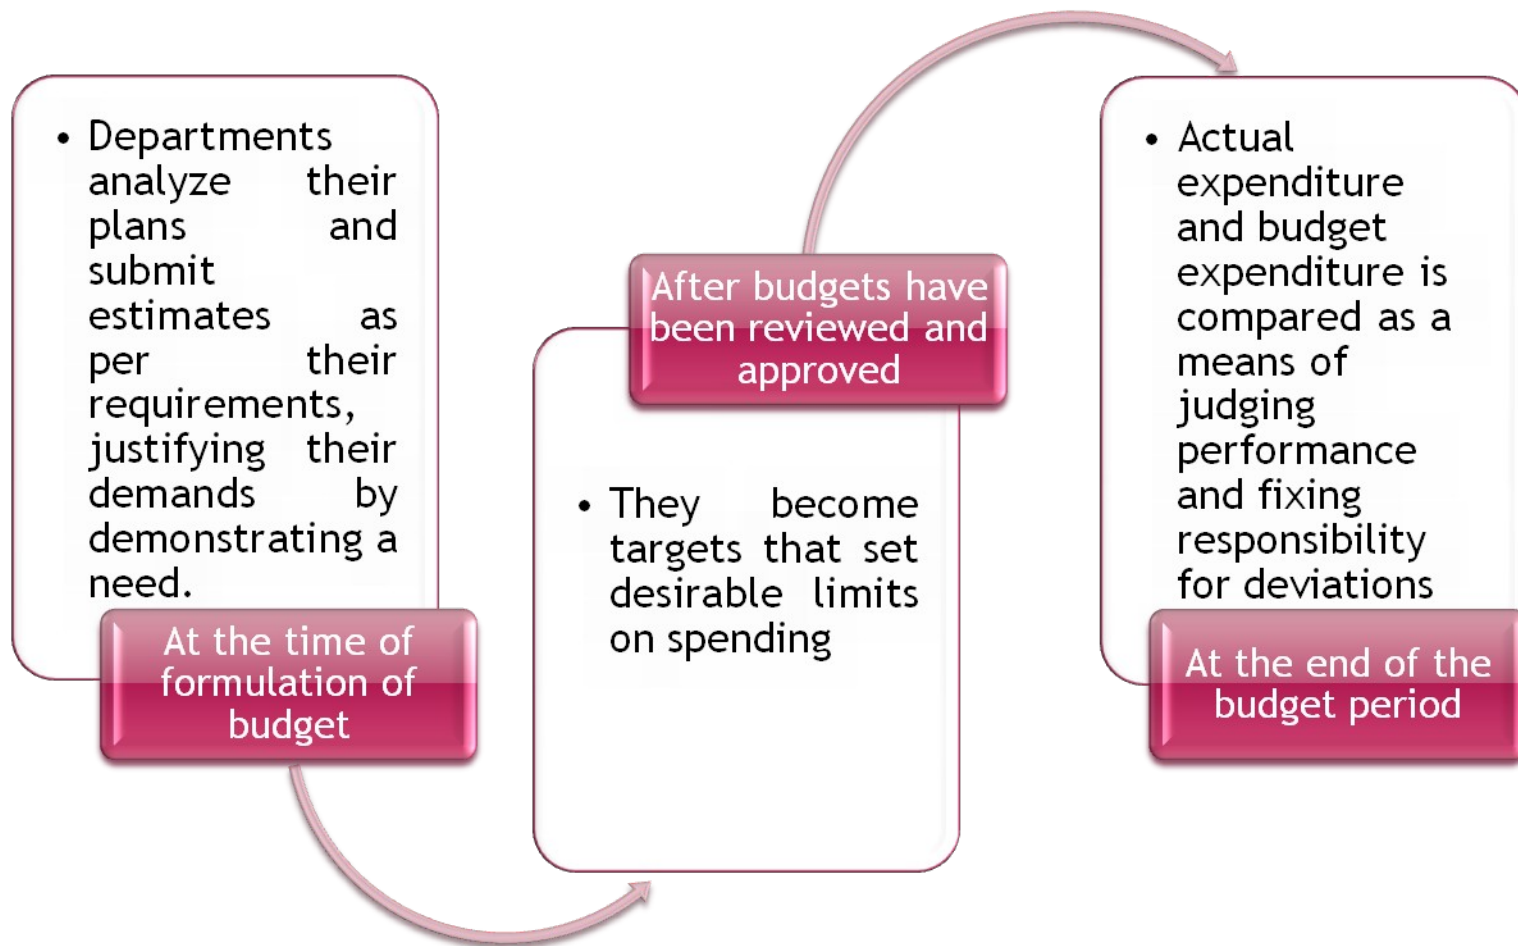 • Departments
analyze their
plans and
submit
estimates as
per their
requirements,
justifying their
demands by
demonstrating a
need.
At the time of
formulation of
budget
After budgets have
been reviewed and
approved
• They become
targets that set
desirable limits
on spending
• Actual
expenditure
and budget
expenditure is
compared as a
means of
judging
performance
and fixing
responsibility
for deviations
At the end of the
budget period